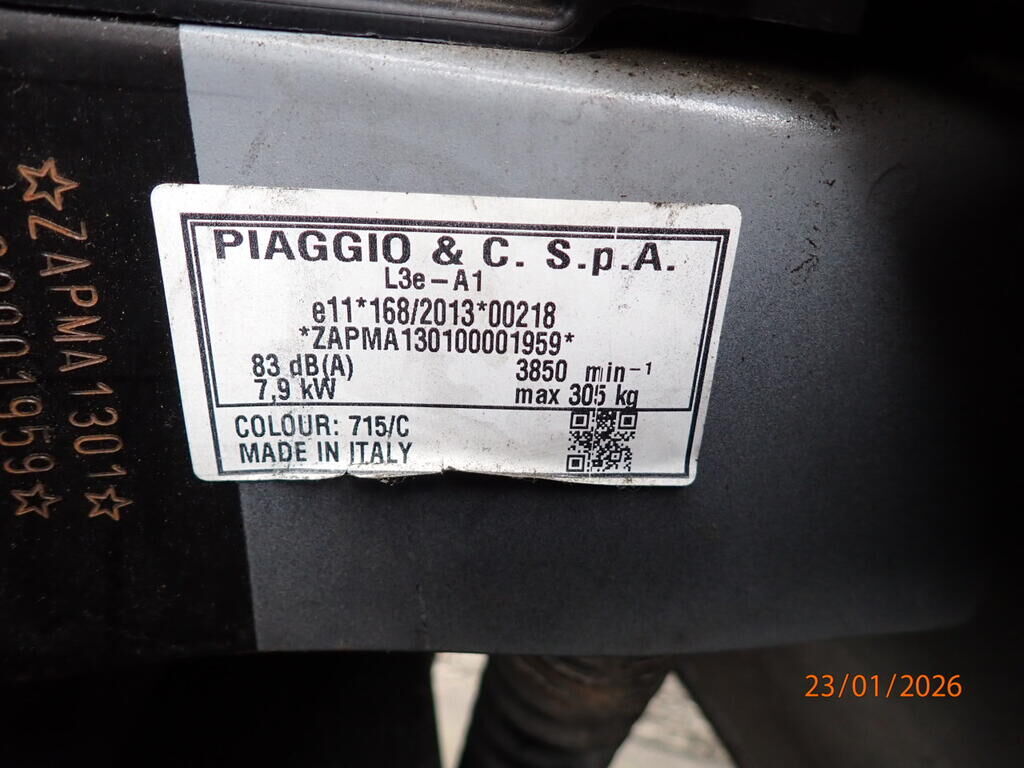 PIAGGIO & C. S.p.A.
L3e-A1
e11*168/2013*00218
*ZAPMA130100001959*
83 dB(A) 3850 min-1
7,9 kW max 305 kg
COLOUR: 715/C
MADE IN ITALY
☆ZAPMA1301☆
00001959☆
23/01/2026